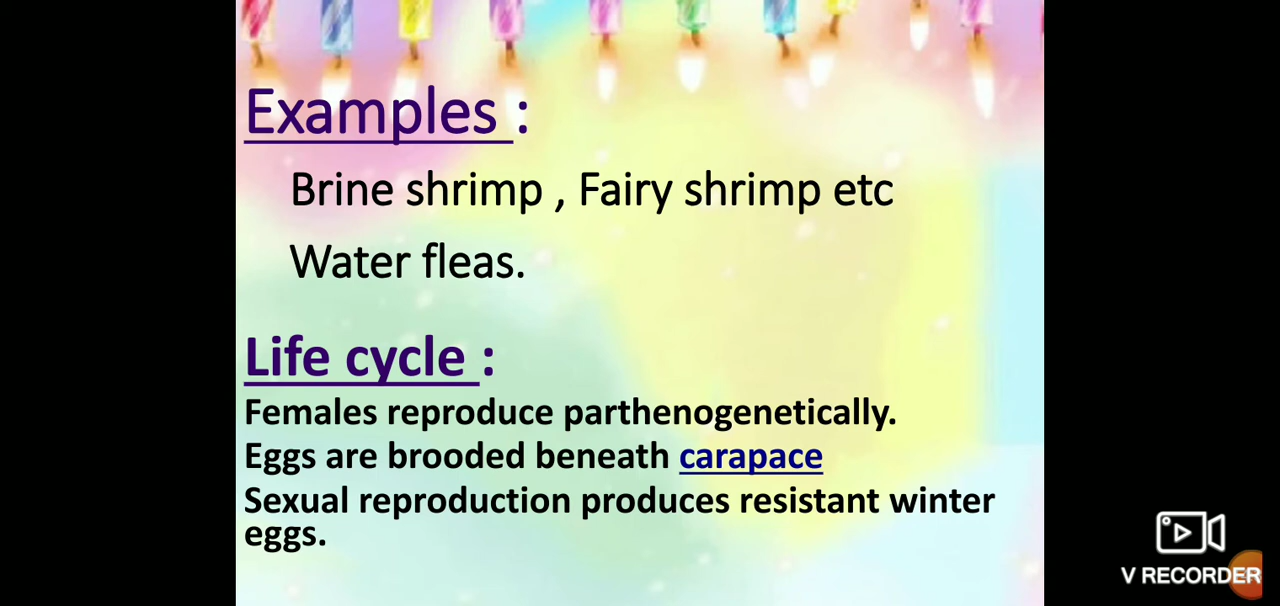 Examples :
Brine shrimp , Fairy shrimp etc
Water fleas.
Life cycle :
Females reproduce parthenogenetically.
Eggs are brooded beneath carapace
Sexual reproduction produces resistant winter
eggs.
V RECORDER